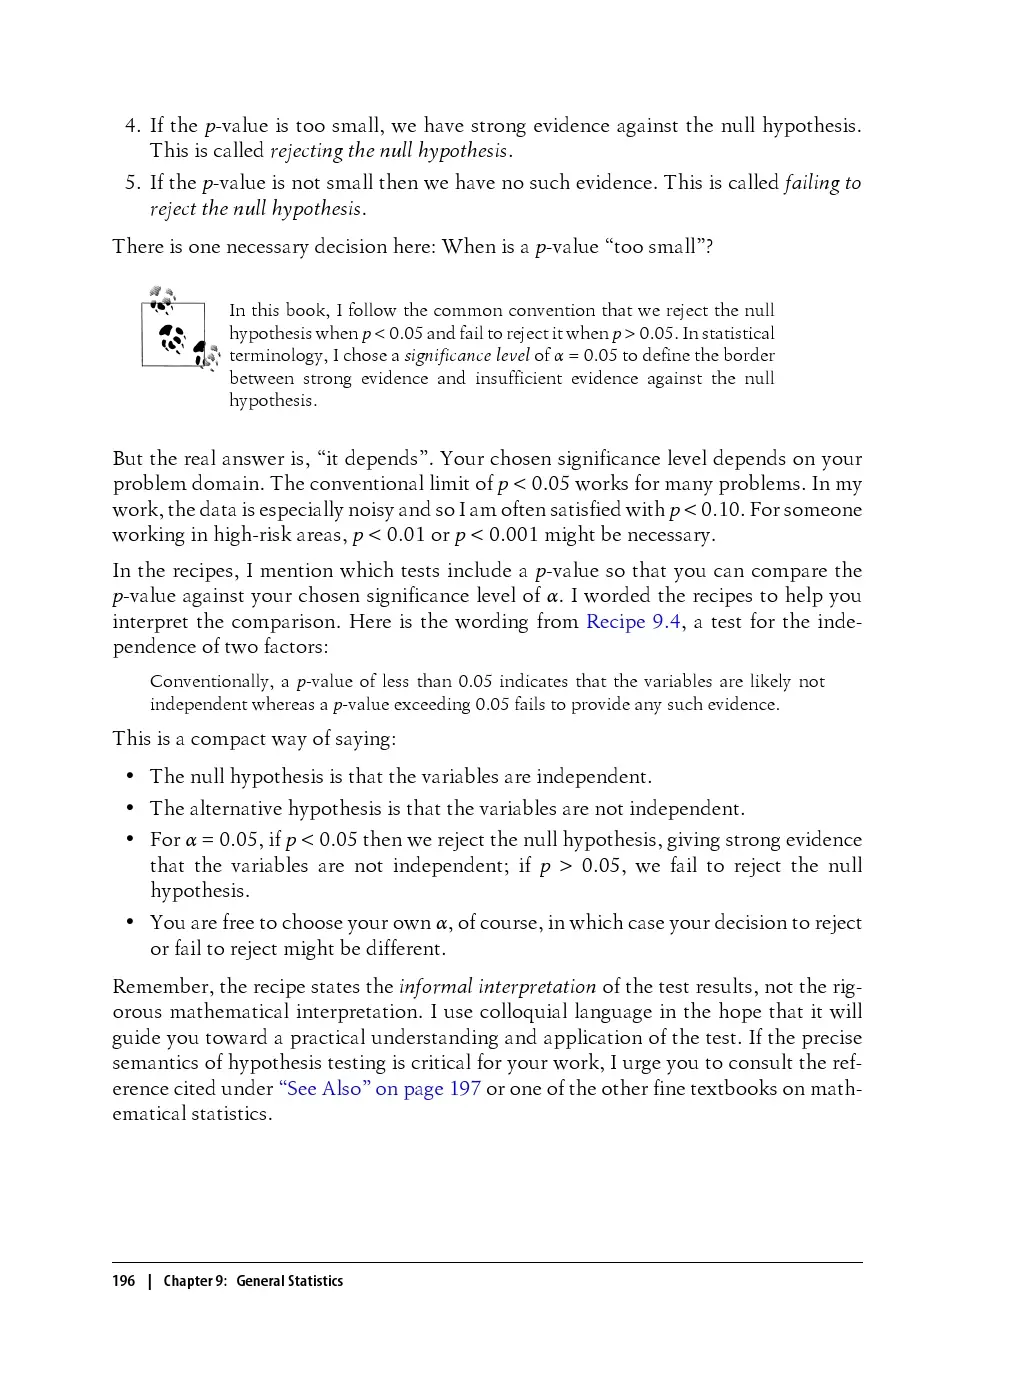 4. If the p-value is too small, we have strong evidence against the null hypothesis.
This is called rejecting the null hypothesis.
5. If the p-value is not small then we have no such evidence. This is called failing to
reject the null hypothesis.
There is one necessary decision here: When is a p-value “too small”?
In this book, I follow the common convention that we reject the null
hypothesis when p < 0.05 and fail to reject it when p > 0.05. In statistical
terminology, I chose a significance level of α = 0.05 to define the border
between strong evidence and insufficient evidence against the null
hypothesis.
But the real answer is, “it depends”. Your chosen significance level depends on your
problem domain. The conventional limit of p < 0.05 works for many problems. In my
work, the data is especially noisy and so I am often satisfied with p < 0.10. For someone
working in high-risk areas, p < 0.01 or p < 0.001 might be necessary.
In the recipes, I mention which tests include a p-value so that you can compare the
p-value against your chosen significance level of α. I worded the recipes to help you
interpret the comparison. Here is the wording from Recipe 9.4, a test for the inde-
pendence of two factors:
Conventionally, a p-value of less than 0.05 indicates that the variables are likely not
independent whereas a p-value exceeding 0.05 fails to provide any such evidence.
This is a compact way of saying:
• The null hypothesis is that the variables are independent.
• The alternative hypothesis is that the variables are not independent.
• For α = 0.05, if p < 0.05 then we reject the null hypothesis, giving strong evidence
that the variables are not independent; if p > 0.05, we fail to reject the null
hypothesis.
• You are free to choose your own α, of course, in which case your decision to reject
or fail to reject might be different.
Remember, the recipe states the informal interpretation of the test results, not the rig-
orous mathematical interpretation. I use colloquial language in the hope that it will
guide you toward a practical understanding and application of the test. If the precise
semantics of hypothesis testing is critical for your work, I urge you to consult the ref-
erence cited under “See Also” on page 197 or one of the other fine textbooks on math-
ematical statistics.
196 | Chapter 9: General Statistics